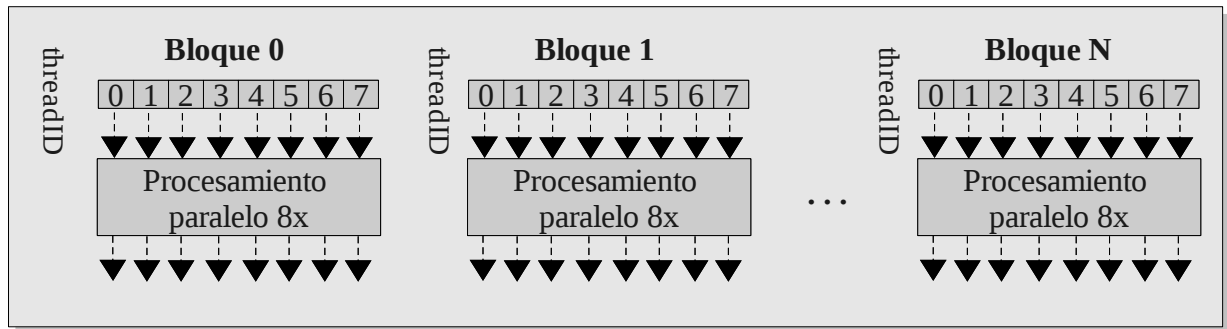 Bloque 0
Bloque 1
Bloque N
threadID
0 1 2 3 4 5 6 7
threadID
0 1 2 3 4 5 6 7
threadID
0 1 2 3 4 5 6 7
Procesamiento
paralelo 8x
Procesamiento
paralelo 8x
...
Procesamiento
paralelo 8x